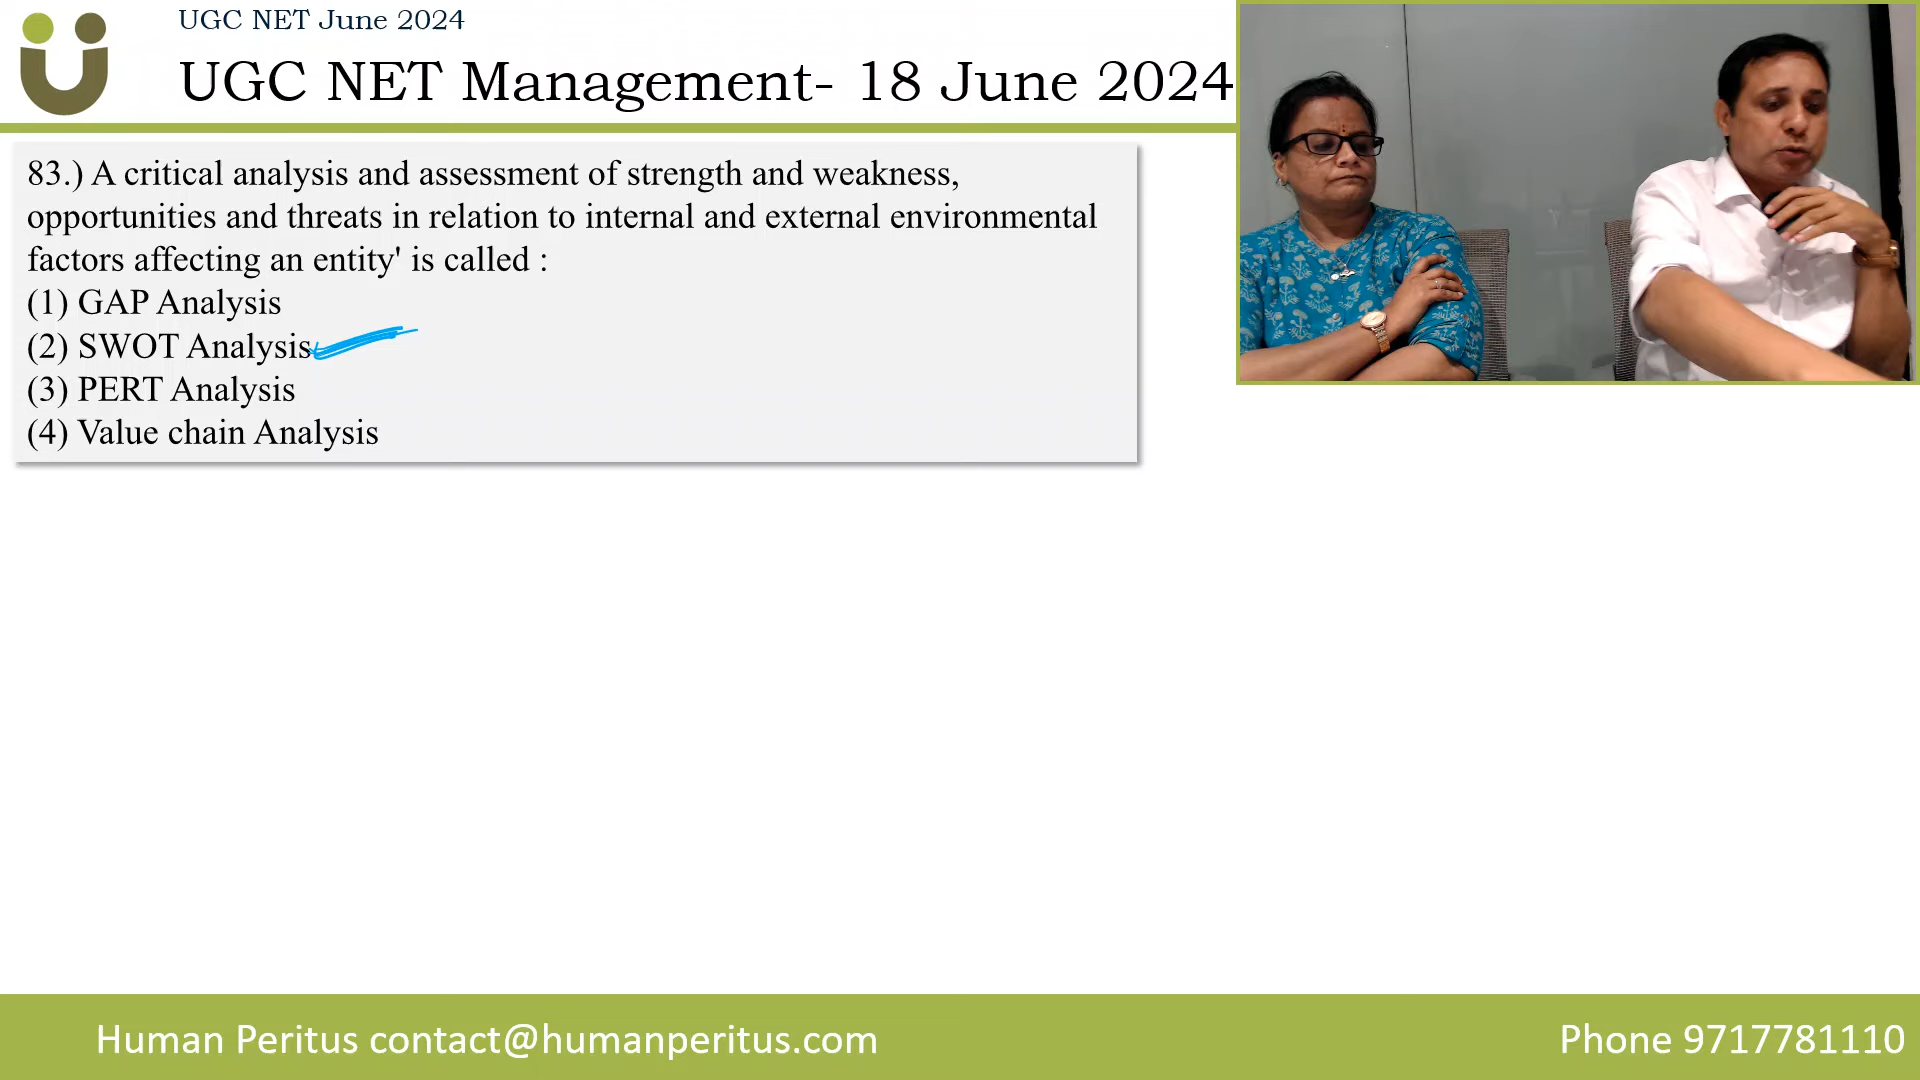 UGC NET June 2024
UGC NET Management- 18 June 2024
83.) A critical analysis and assessment of strength and weakness,
opportunities and threats in relation to internal and external environmental
factors affecting an entity' is called :
(1) GAP Analysis
(2) SWOT Analysis
(3) PERT Analysis
(4) Value chain Analysis
Human Peritus contact@humanperitus.com
Phone 9717781110